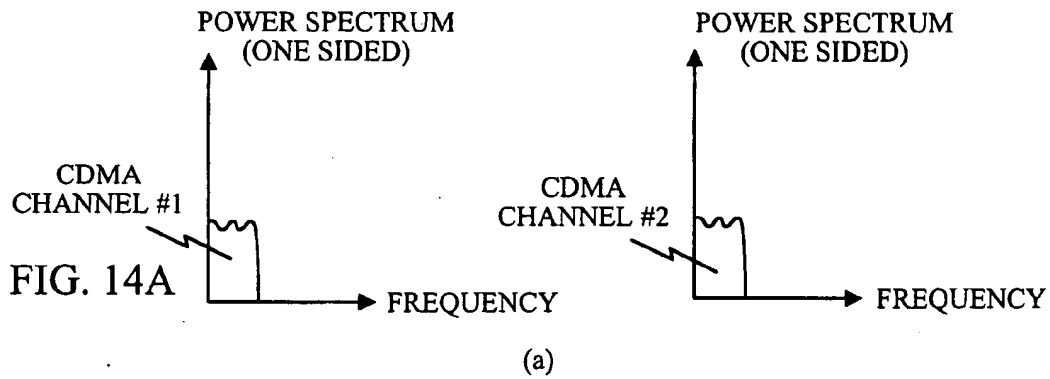 POWER SPECTRUM
(ONE SIDED)
CDMA
CHANNEL #1
FIG. 14A
FREQUENCY
POWER SPECTRUM
(ONE SIDED)
CDMA
CHANNEL #2
FREQUENCY
(a)